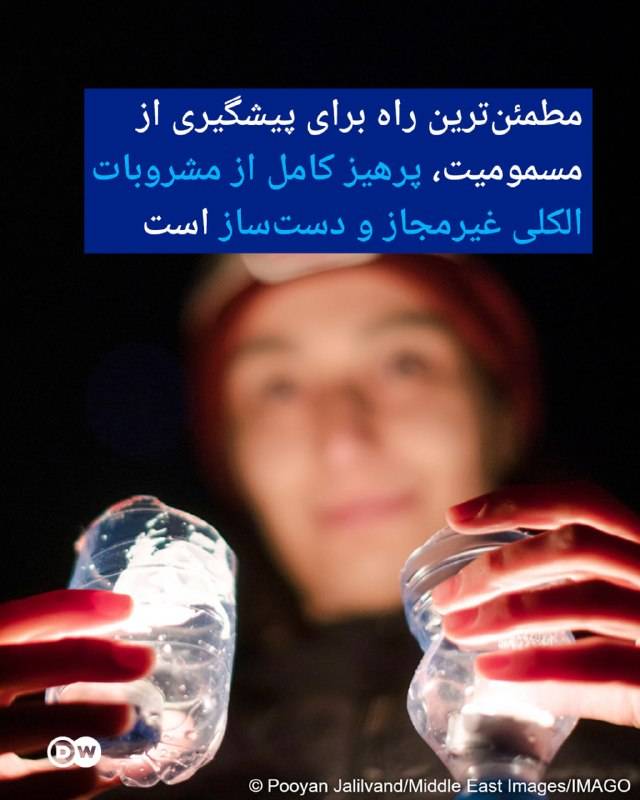 مطمئن‌ترین راه برای پیشگیری از
مسمومیت، پرهیز کامل از مشروبات
الکلی غیرمجاز و دست‌ساز است
DW
© Pooyan Jalilvand/Middle East Images/IMAGO